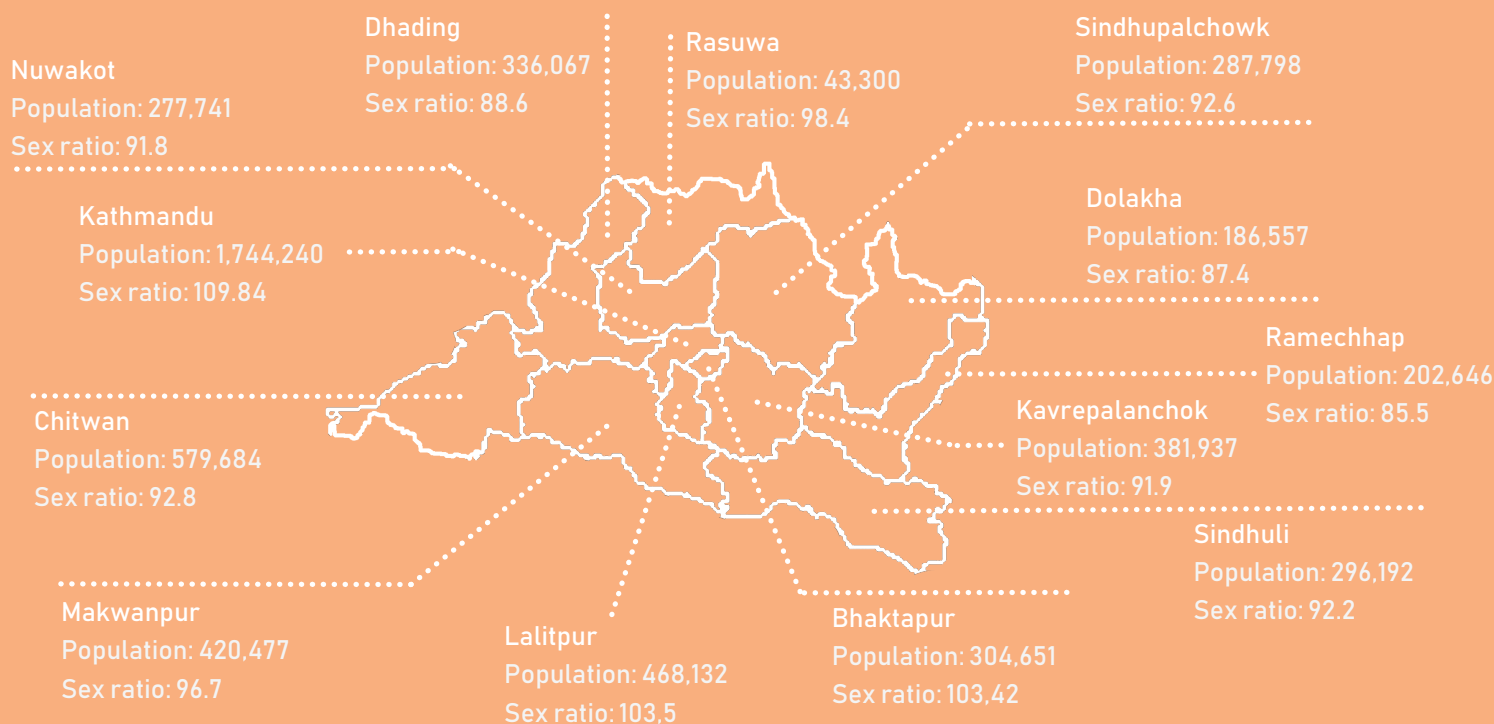 Dhading
Population: 336,067
Sex ratio: 88.6
Rasuwa
Population: 43,300
Sex ratio: 98.4
Sindhupalchowk
Population: 287,798
Sex ratio: 92.6
Nuwakot
Population: 277,741
Sex ratio: 91.8
Kathmandu
Population: 1,744,240
Sex ratio: 109.84
Dolakha
Population: 186,557
Sex ratio: 87.4
Ramechhap
Population: 202,646
Sex ratio: 85.5
Chitwan
Population: 579,684
Sex ratio: 92.8
Kavrepalanchok
Population: 381,937
Sex ratio: 91.9
Sindhuli
Population: 296,192
Sex ratio: 92.2
Makwanpur
Population: 420,477
Sex ratio: 96.7
Lalitpur
Population: 468,132
Sex ratio: 103,5
Bhaktapur
Population: 304,651
Sex ratio: 103,42